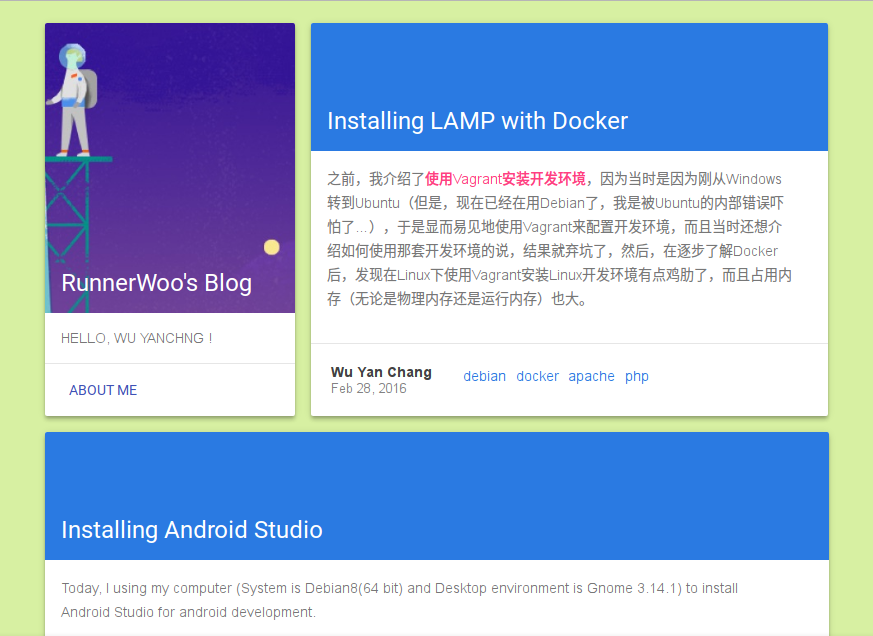 RunnerWoo's Blog
HELLO, WU YANCHNG !
ABOUT ME
Installing LAMP with Docker
之前，我介绍了使用Vagrant安装开发环境，因为当时是因为刚从Windows
转到Ubuntu（但是，现在已经在用Debian了，我是被Ubuntu的内部错误吓
怕了...），于是显而易见地使用Vagrant来配置开发环境，而且当时还想介
绍如何使用那套开发环境的说，结果就弃坑了，然后，在逐步了解Docker
后，发现在Linux下使用Vagrant安装Linux开发环境有点鸡肋了，而且占用内
存（无论是物理内存还是运行内存）也大。
Wu Yan Chang
Feb 28, 2016
debian docker apache php
Installing Android Studio
Today, I using my computer (System is Debian8(64 bit) and Desktop environment is Gnome 3.14.1) to install
Android Studio for android development.